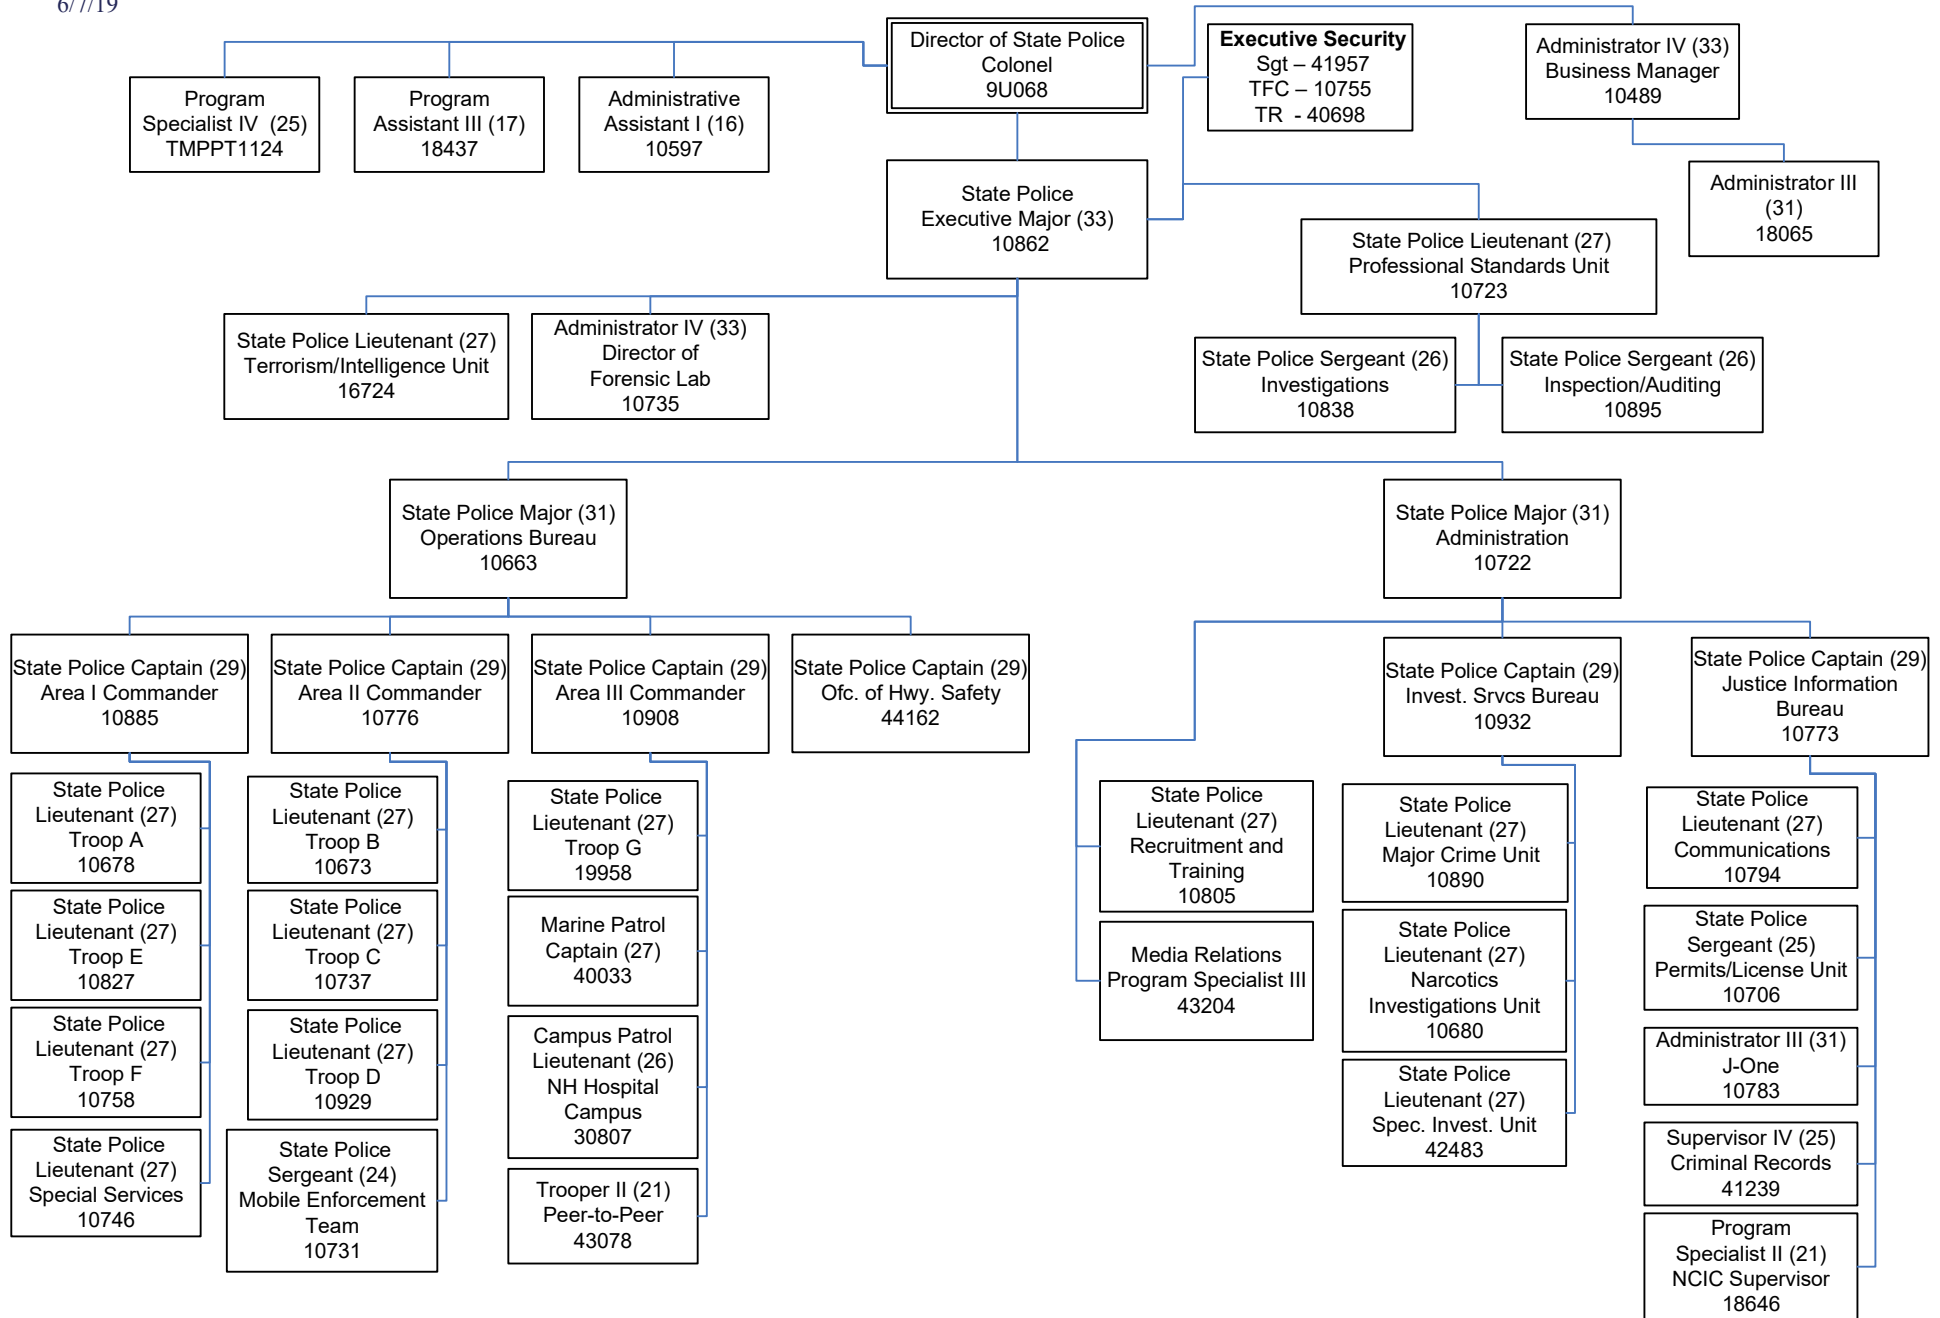 6/7/19
Director of State Police
Colonel
9U068
Executive Security
Sgt – 41957
TFC – 10755
TR - 40698
Administrator IV (33)
Business Manager
10489
Program
Specialist IV (25)
TMPPT1124
Program
Assistant III (17)
18437
Administrative
Assistant I (16)
10597
State Police
Executive Major (33)
10862
Administrator III
(31)
18065
State Police Lieutenant (27)
Professional Standards Unit
10723
State Police Lieutenant (27)
Terrorism/Intelligence Unit
16724
Administrator IV (33)
Director of
Forensic Lab
10735
State Police Sergeant (26)
Investigations
10838
State Police Sergeant (26)
Inspection/Auditing
10895
State Police Major (31)
Operations Bureau
10663
State Police Major (31)
Administration
10722
State Police Captain (29)
Area I Commander
10885
State Police Captain (29)
Area II Commander
10776
State Police Captain (29)
Area III Commander
10908
State Police Captain (29)
Ofc. of Hwy. Safety
44162
State Police Captain (29)
Invest. Srvcs Bureau
10932
State Police Captain (29)
Justice Information
Bureau
10773
State Police
Lieutenant (27)
Troop A
10678
State Police
Lieutenant (27)
Troop E
10827
State Police
Lieutenant (27)
Troop F
10758
State Police
Lieutenant (27)
Special Services
10746
State Police
Lieutenant (27)
Troop B
10673
State Police
Lieutenant (27)
Troop C
10737
State Police
Lieutenant (27)
Troop D
10929
State Police
Sergeant (24)
Mobile Enforcement
Team
10731
State Police
Lieutenant (27)
Troop G
19958
Marine Patrol
Captain (27)
40033
Campus Patrol
Lieutenant (26)
NH Hospital
Campus
30807
Trooper II (21)
Peer-to-Peer
43078
State Police
Lieutenant (27)
Recruitment and
Training
10805
Media Relations
Program Specialist III
43204
State Police
Lieutenant (27)
Major Crime Unit
10890
State Police
Lieutenant (27)
Narcotics
Investigations Unit
10680
State Police
Lieutenant (27)
Spec. Invest. Unit
42483
State Police
Lieutenant (27)
Communications
10794
State Police
Sergeant (25)
Permits/License Unit
10706
Administrator III (31)
J-One
10783
Supervisor IV (25)
Criminal Records
41239
Program
Specialist II (21)
NCIC Supervisor
18646